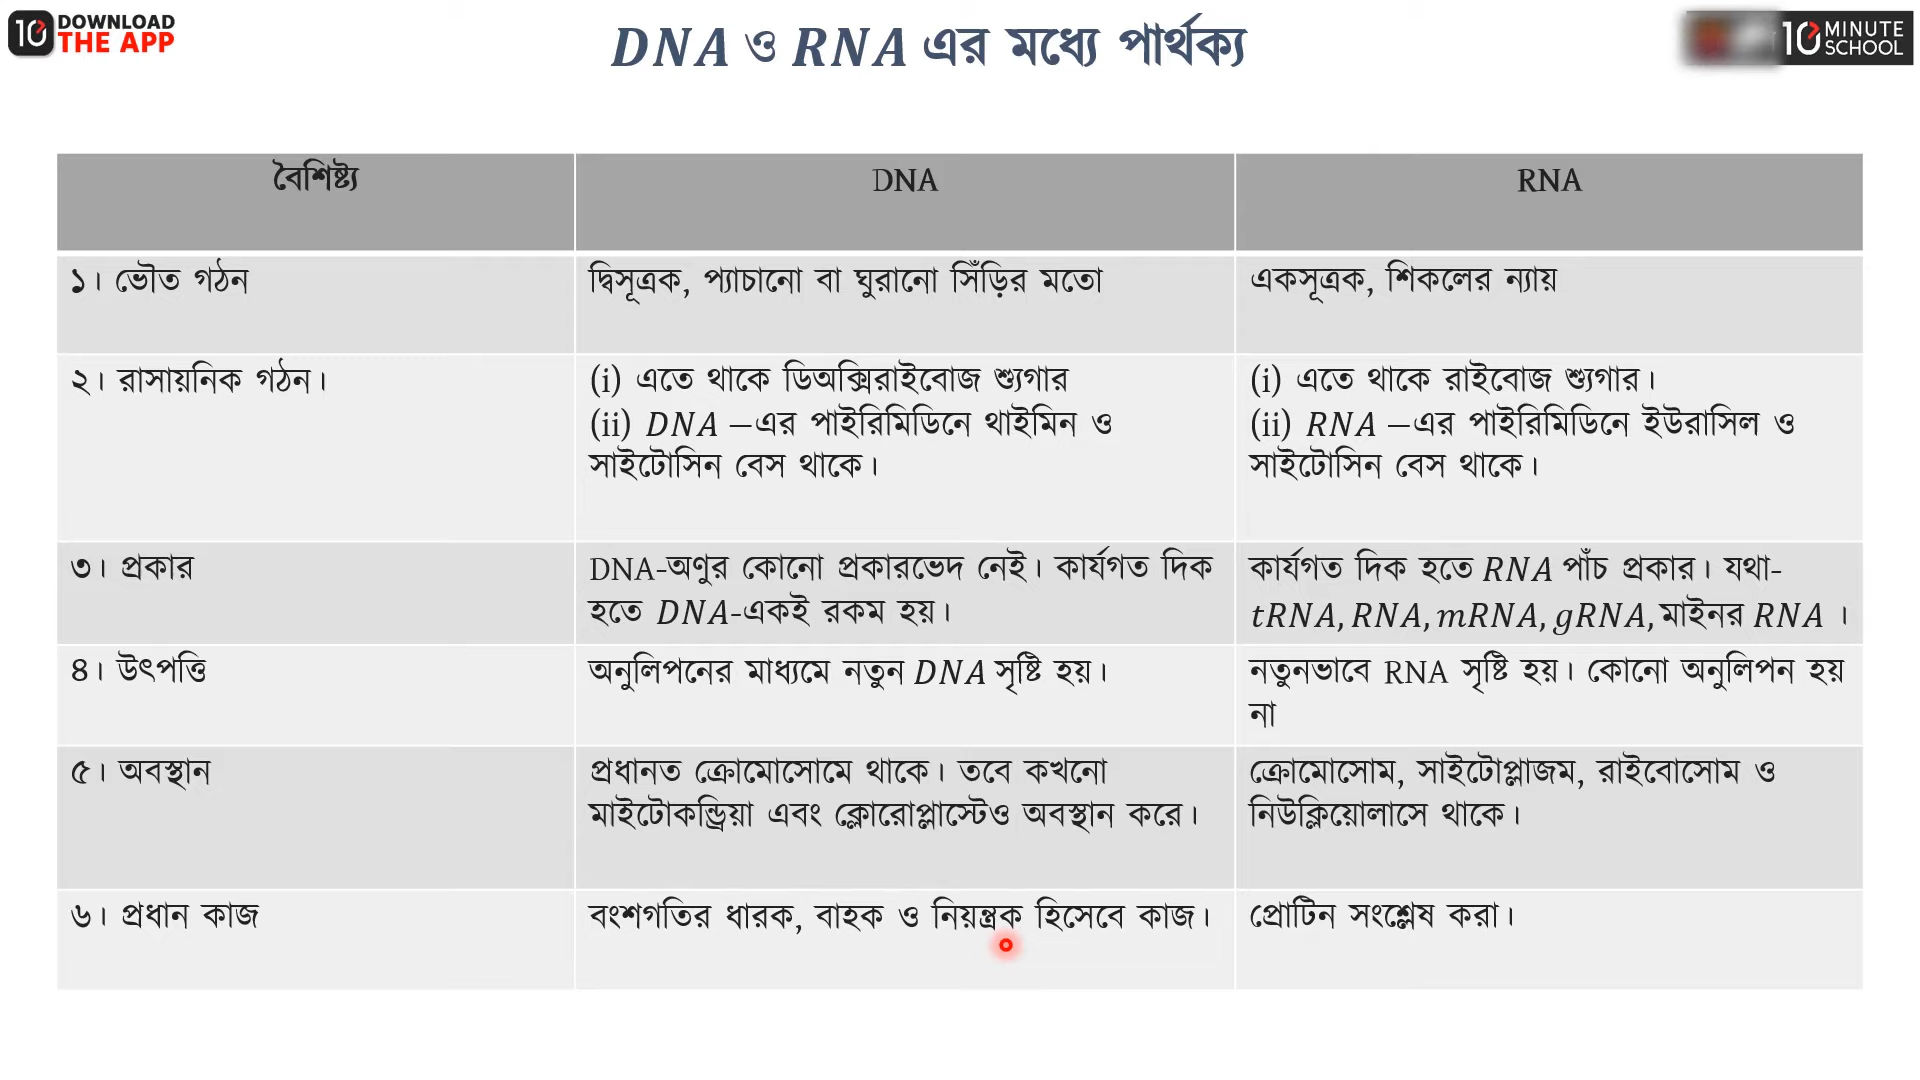 DOWNLOAD
THE APP
DNA ও RNA এর মধ্যে পার্থক্য
10 MINUTE
SCHOOL
বৈশিষ্ট্য
DNA
RNA
১। ভৌত গঠন
দ্বিসূত্রক, প্যাচানো বা ঘুরানো সিঁড়ির মতো
একসূত্রক, শিকলের ন্যায়
২। রাসায়নিক গঠন।
(i) এতে থাকে ডিঅক্সিরাইবোজ শ্যুগার
(ii) DNA –এর পাইরিমিডিনে থাইমিন ও
সাইটোসিন বেস থাকে।
(i) এতে থাকে রাইবোজ শ্যুগার।
(ii) RNA –এর পাইরিমিডিনে ইউরাসিল ও
সাইটোসিন বেস থাকে।
৩। প্রকার
DNA-অণুর কোনো প্রকারভেদ নেই। কার্যগত দিক
হতে DNA-একই রকম হয়।
কার্যগত দিক হতে RNA পাঁচ প্রকার। যথা-
tRNA, RNA, mRNA, gRNA, মাইনর RNA ।
৪। উৎপত্তি
অনুলিপনের মাধ্যমে নতুন DNA সৃষ্টি হয়।
নতুনভাবে RNA সৃষ্টি হয়। কোনো অনুলিপন হয়
না
৫। অবস্থান
প্রধানত ক্রোমোসোমে থাকে। তবে কখনো
মাইটোকন্ড্রিয়া এবং ক্লোরোপ্লাস্টেও অবস্থান করে।
ক্রোমোসোম, সাইটোপ্লাজম, রাইবোসোম ও
নিউক্লিয়োলাসে থাকে।
৬। প্রধান কাজ
বংশগতির ধারক, বাহক ও নিয়ন্ত্রক হিসেবে কাজ।
প্রোটিন সংশ্লেষ করা।